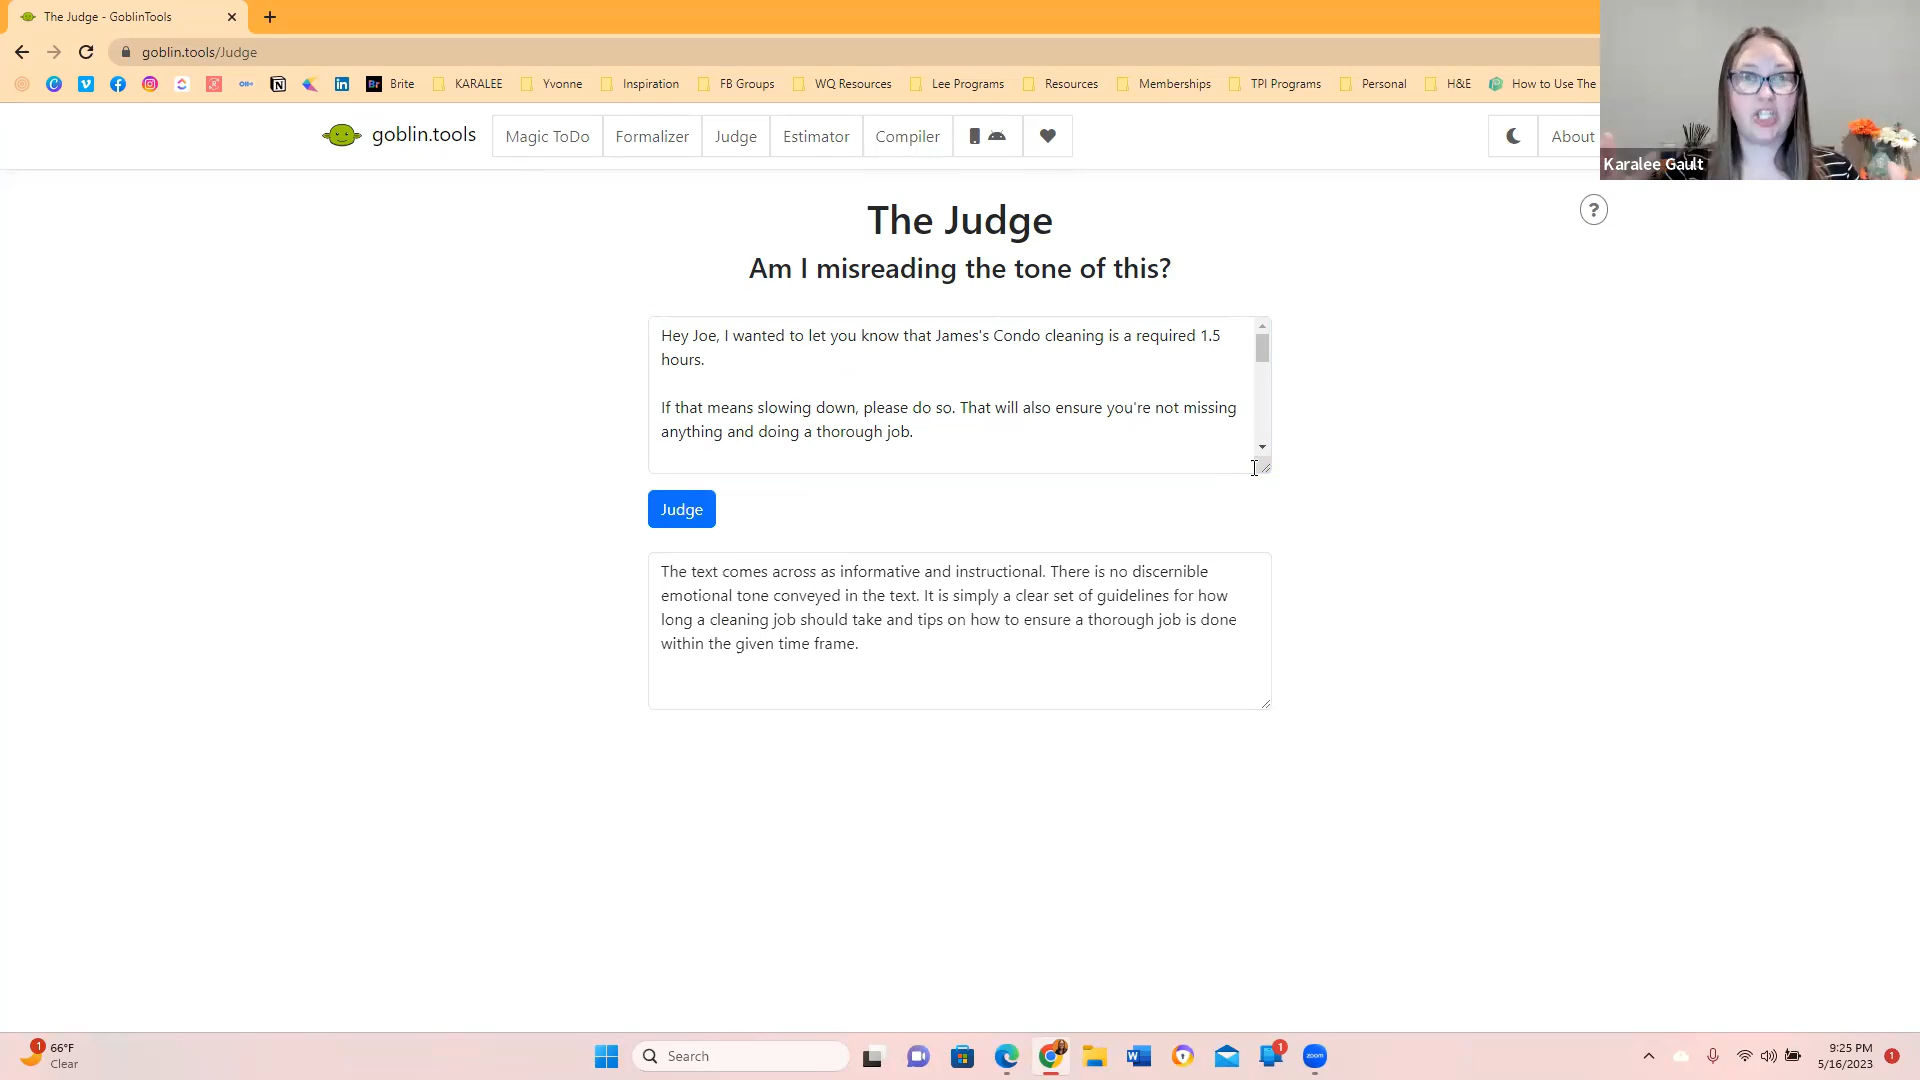 The Judge - GoblinTools
goblin.tools/Judge
Br Brite KARALEE Yvonne Inspiration FB Groups WQ Resources Lee Programs Resources Memberships TPI Programs Personal H&E How to Use The
goblin.tools Magic ToDo Formalizer Judge Estimator Compiler About
Karalee Gault
The Judge
?
Am I misreading the tone of this?
Hey Joe, I wanted to let you know that James's Condo cleaning is a required 1.5
hours.
If that means slowing down, please do so. That will also ensure you're not missing
anything and doing a thorough job.
Judge
The text comes across as informative and instructional. There is no discernible
emotional tone conveyed in the text. It is simply a clear set of guidelines for how
long a cleaning job should take and tips on how to ensure a thorough job is done
within the given time frame.
1 66°F
Clear
Search
1
zoom
9:25 PM
5/16/2023
1